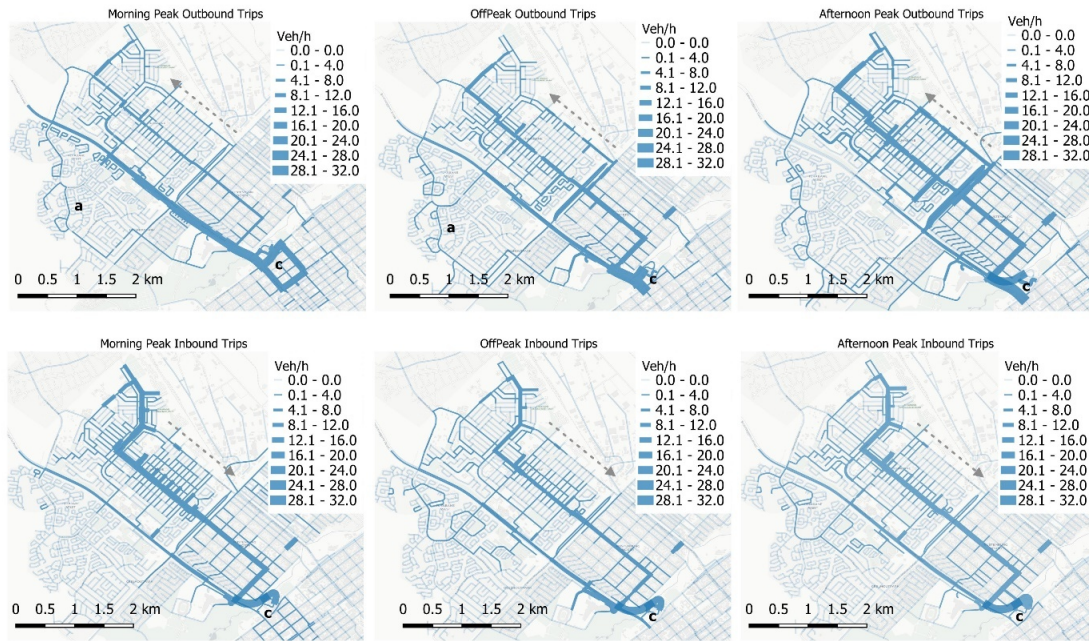 Morning Peak Outbound Trips
Veh/h
0.0 - 0.0
0.1 - 4.0
4.1 - 8.0
8.1 - 12.0
12.1 - 16.0
16.1 - 20.0
20.1 - 24.0
24.1 - 28.0
28.1 - 32.0
a
c
0 0.5 1 1.5 2 km
OffPeak Outbound Trips
Veh/h
0.0 - 0.0
0.1 - 4.0
4.1 - 8.0
8.1 - 12.0
12.1 - 16.0
16.1 - 20.0
20.1 - 24.0
24.1 - 28.0
28.1 - 32.0
a
c
0 0.5 1 1.5 2 km
Afternoon Peak Outbound Trips
Veh/h
0.0 - 0.0
0.1 - 4.0
4.1 - 8.0
8.1 - 12.0
12.1 - 16.0
16.1 - 20.0
20.1 - 24.0
24.1 - 28.0
28.1 - 32.0
c
0 0.5 1 1.5 2 km
Morning Peak Inbound Trips
Veh/h
0.0 - 0.0
0.1 - 4.0
4.1 - 8.0
8.1 - 12.0
12.1 - 16.0
16.1 - 20.0
20.1 - 24.0
24.1 - 28.0
28.1 - 32.0
c
0 0.5 1 1.5 2 km
OffPeak Inbound Trips
Veh/h
0.0 - 0.0
0.1 - 4.0
4.1 - 8.0
8.1 - 12.0
12.1 - 16.0
16.1 - 20.0
20.1 - 24.0
24.1 - 28.0
28.1 - 32.0
c
0 0.5 1 1.5 2 km
Afternoon Peak Inbound Trips
Veh/h
0.0 - 0.0
0.1 - 4.0
4.1 - 8.0
8.1 - 12.0
12.1 - 16.0
16.1 - 20.0
20.1 - 24.0
24.1 - 28.0
28.1 - 32.0
c
0 0.5 1 1.5 2 km